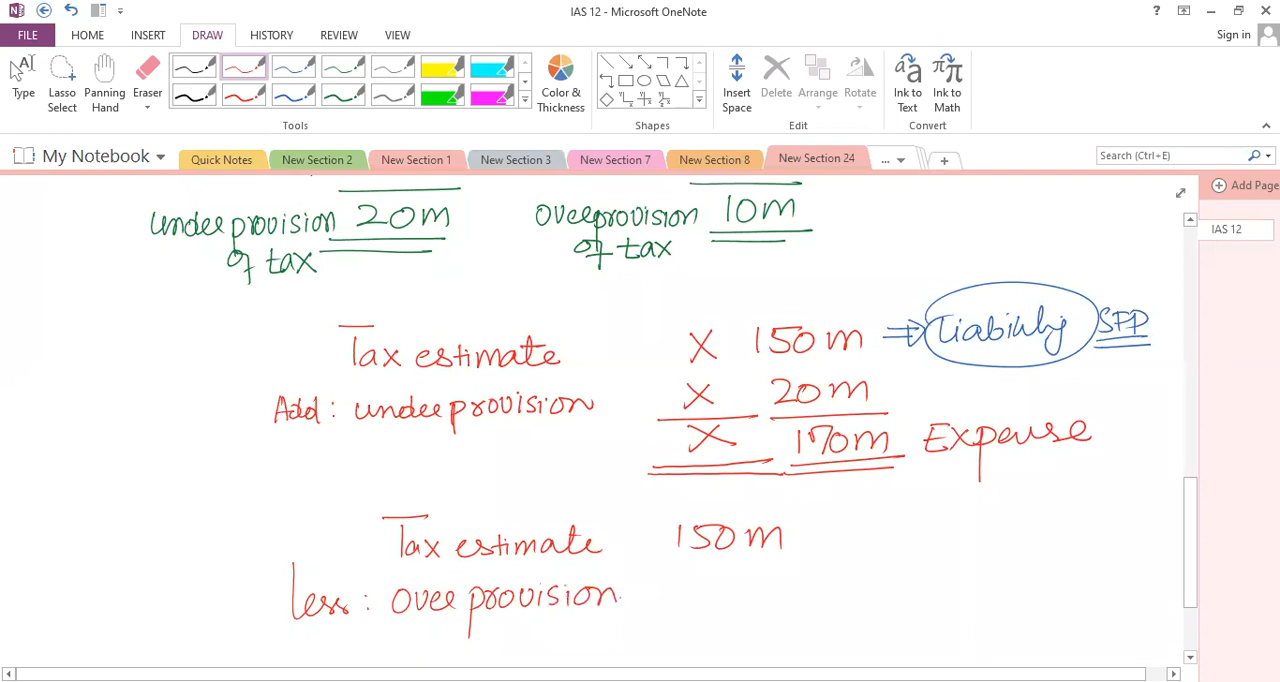 IAS 12 - Microsoft OneNote
?
FILE HOME INSERT DRAW HISTORY REVIEW VIEW
Sign in
Type
Lasso Select
Panning Hand
Eraser
Color & Thickness
Insert Space
Delete
Arrange
Rotate
Ink to Text
Ink to Math
Tools
Shapes
Edit
Convert
My Notebook
Quick Notes New Section 2 New Section 1 New Section 3 New Section 7 New Section 8 New Section 24 ... +
Search (Ctrl+E)
Add Page
IAS 12
underprovision 20m
of tax
overprovision 10m
of tax
Tax estimate X 150m ⇒ Liability SFP
Add: underprovision X 20m
X 170m Expense
Tax estimate 150m
Less: overprovision